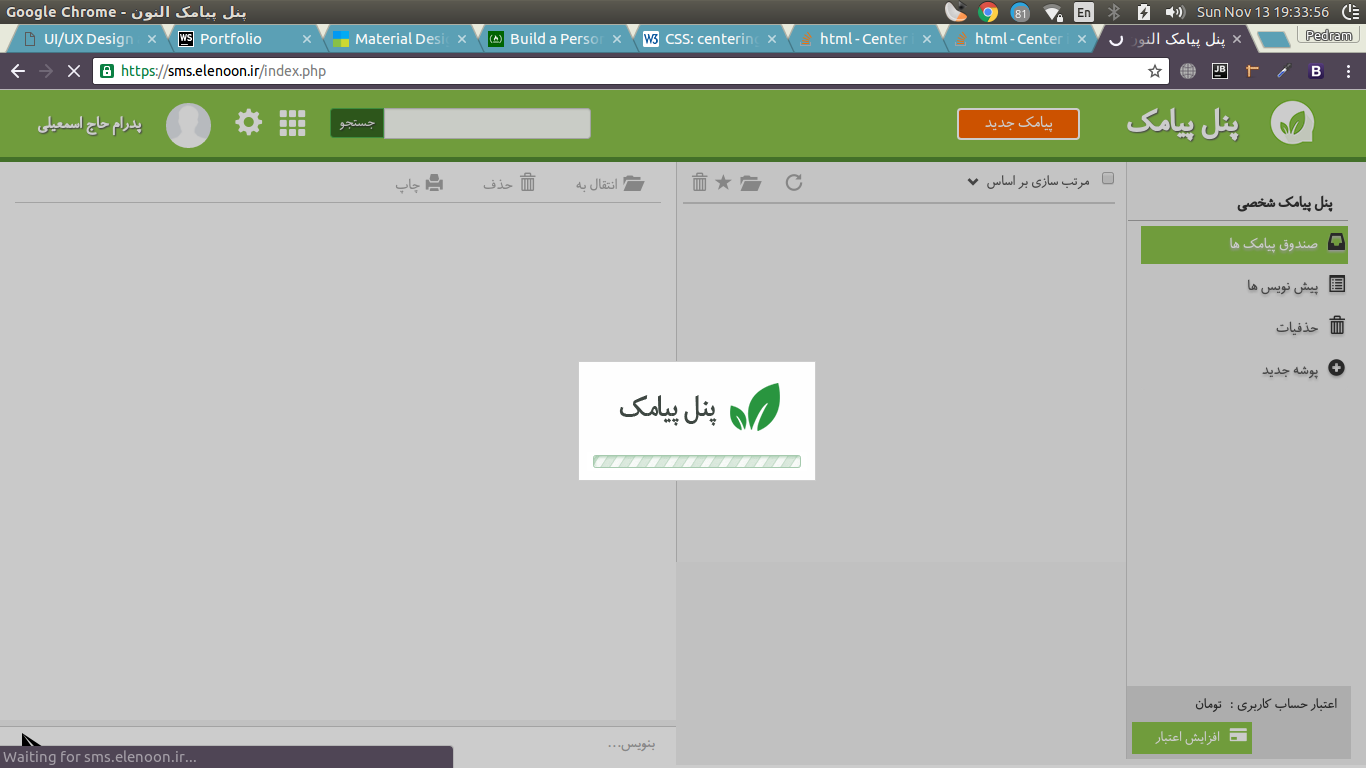 Google Chrome - پنل پیامک النون
En
81
Sun Nov 13 19:33:56
UI/UX Design
Portfolio
Material Desi
Build a Perso
CSS: centering
html - Center
html - Center
پنل پیامک النون
Pedram
https://sms.elenoon.ir/index.php
پنل پیامک
پیامک جدید
جستجو
پدرام حاج اسمعیلی
پنل پیامک شخصی
صندوق پیامک ها
پیش نویس ها
حذفیات
پوشه جدید
مرتب سازی بر اساس
انتقال به
حذف
چاپ
پنل پیامک
اعتبار حساب کاربری : تومان
افزایش اعتبار
بنویس...
Waiting for sms.elenoon.ir...